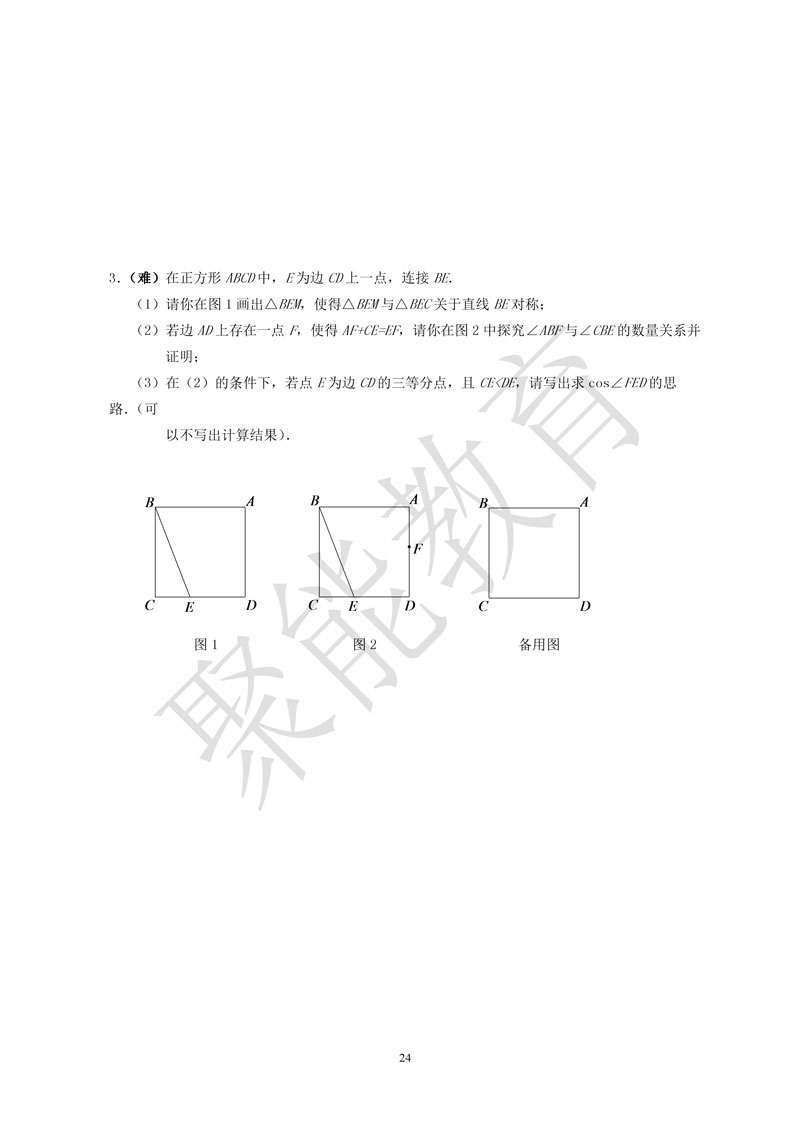 3.（难）在正方形 ABCD 中，E 为边 CD 上一点，连接 BE．
（1）请你在图 1 画出△BEM，使得△BEM 与△BEC 关于直线 BE 对称；
（2）若边 AD 上存在一点 F，使得 AF+CE=EF，请你在图 2 中探究∠ABF 与∠CBE 的数量关系并
证明；
（3）在（2）的条件下，若点 E 为边 CD 的三等分点，且 CE<DE，请写出求 cos∠FED 的思
路．（可
以不写出计算结果）．
B A B A B A
F
C E D C E D C D
图 1 图 2 备用图
聚能教育
24